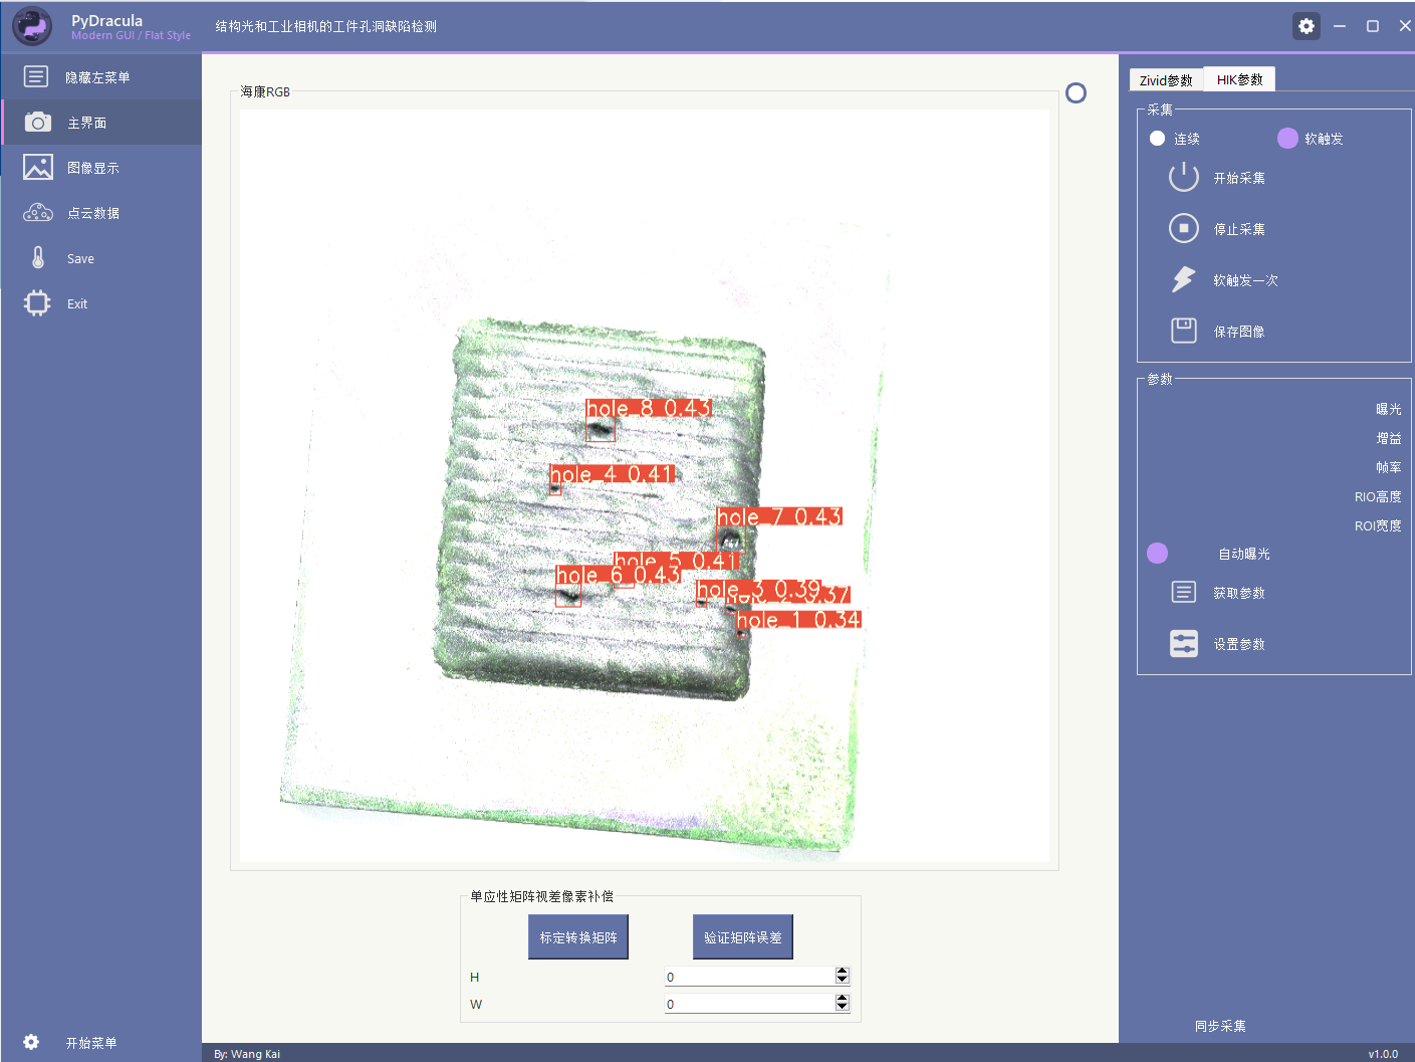 PyDracula
Modern GUI / Flat Style
结构光和工业相机的工件孔洞缺陷检测
隐藏左菜单
主界面
图像显示
点云数据
Save
Exit
开始菜单
海康RGB
hole_8 0.43
hole_4 0.41
hole_7 0.43
hole_5 0.41
hole_6 0.43
hole_3 0.39
hole_1 0.34
单应性矩阵视差像素补偿
标定转换矩阵
验证矩阵误差
H
0
W
0
Zivid参数
HIK参数
采集
连续
软触发
开始采集
停止采集
软触发一次
保存图像
参数
曝光
增益
帧率
RIO高度
ROI宽度
自动曝光
获取参数
设置参数
同步采集
By: Wang Kai
v1.0.0